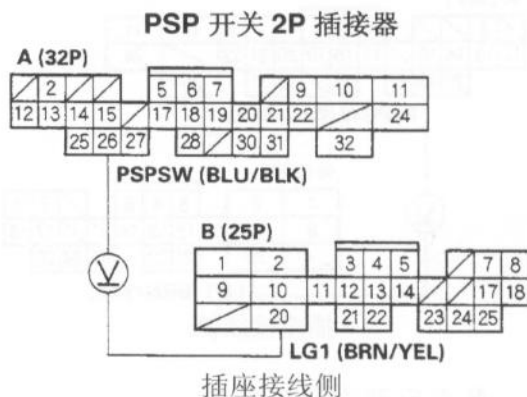 PSP 开关 2P 插接器
A (32P)
2 5 6 7 9 10 11
12 13 14 15 17 18 19 20 21 22 24
25 26 27 28 30 31 32
PSPSW (BLU/BLK)
B (25P)
1 2 3 4 5 7 8
9 10 11 12 13 14 17 18
20 21 22 23 24 25
LG1 (BRN/YEL)
V
插座接线侧